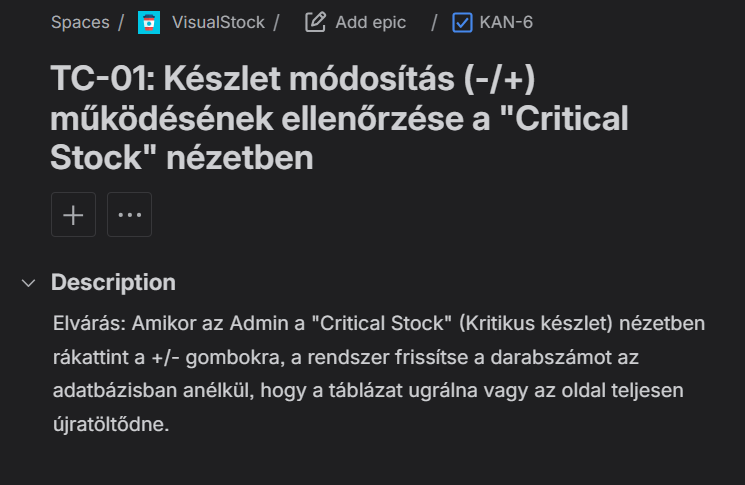 Spaces / VisualStock / Add epic / KAN-6
TC-01: Készlet módosítás (-/+)
működésének ellenőrzése a "Critical
Stock" nézetben
Description
Elvárás: Amikor az Admin a "Critical Stock" (Kritikus készlet) nézetben
rákattint a +/- gombokra, a rendszer frissítse a darabszámot az
adatbázisban anélkül, hogy a táblázat ugrálna vagy az oldal teljesen
újratöltődne.